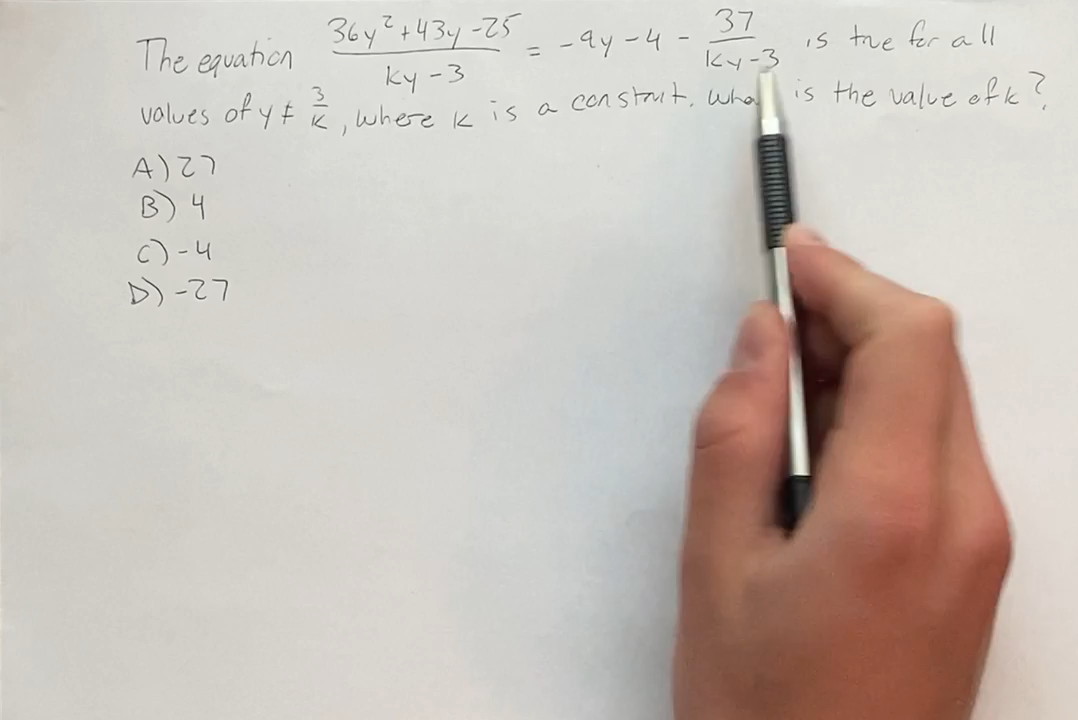 The equation 36y²+43y-25 / ky-3 = -9y-4 - 37 / ky-3 is true for all
values of y≠ 3/k, where k is a constant. Wha is the value of k?
A) 27
B) 4
C) -4
D) -27